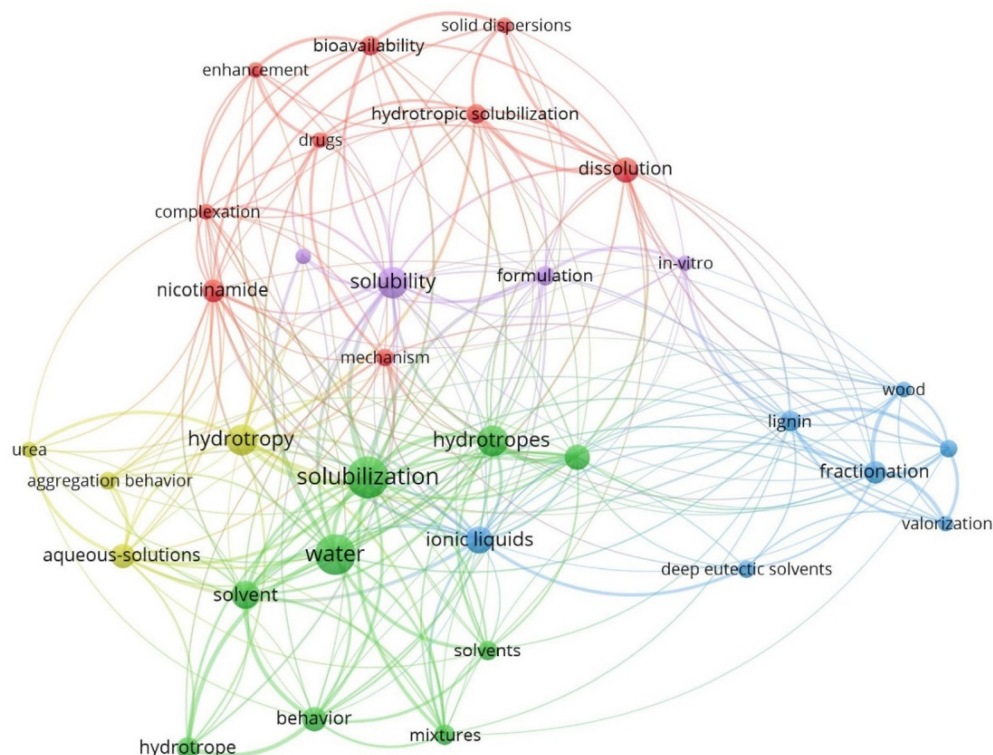 solid dispersions
bioavailability
enhancement
hydrotropic solubilization
drugs
dissolution
complexation
solubility
formulation
in-vitro
nicotinamide
mechanism
wood
lignin
hydrotropy
hydrotropes
urea
aggregation behavior
solubilization
fractionation
valorization
aqueous-solutions
water
ionic liquids
deep eutectic solvents
solvent
solvents
behavior
mixtures
hydrotrope